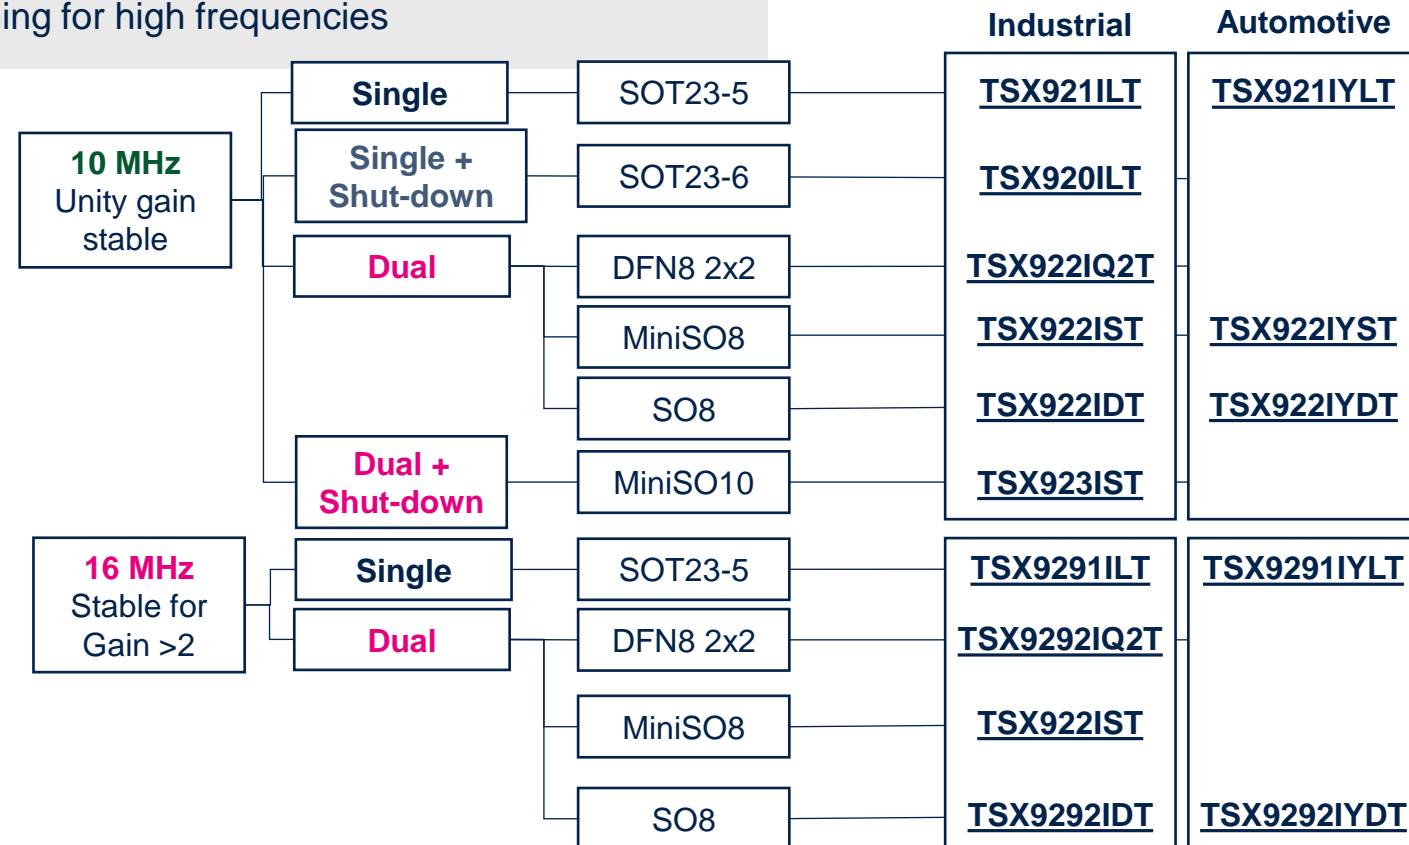 ing for high frequencies
Industrial
Automotive
Single
SOT23-5
TSX921ILT
TSX921IYLT
10 MHz
Unity gain
stable
Single +
Shut-down
SOT23-6
TSX920ILT
Dual
DFN8 2x2
TSX922IQ2T
MiniSO8
TSX922IST
TSX922IYST
SO8
TSX922IDT
TSX922IYDT
Dual +
Shut-down
MiniSO10
TSX923IST
16 MHz
Stable for
Gain >2
Single
SOT23-5
TSX9291ILT
TSX9291IYLT
Dual
DFN8 2x2
TSX9292IQ2T
MiniSO8
TSX922IST
SO8
TSX9292IDT
TSX9292IYDT